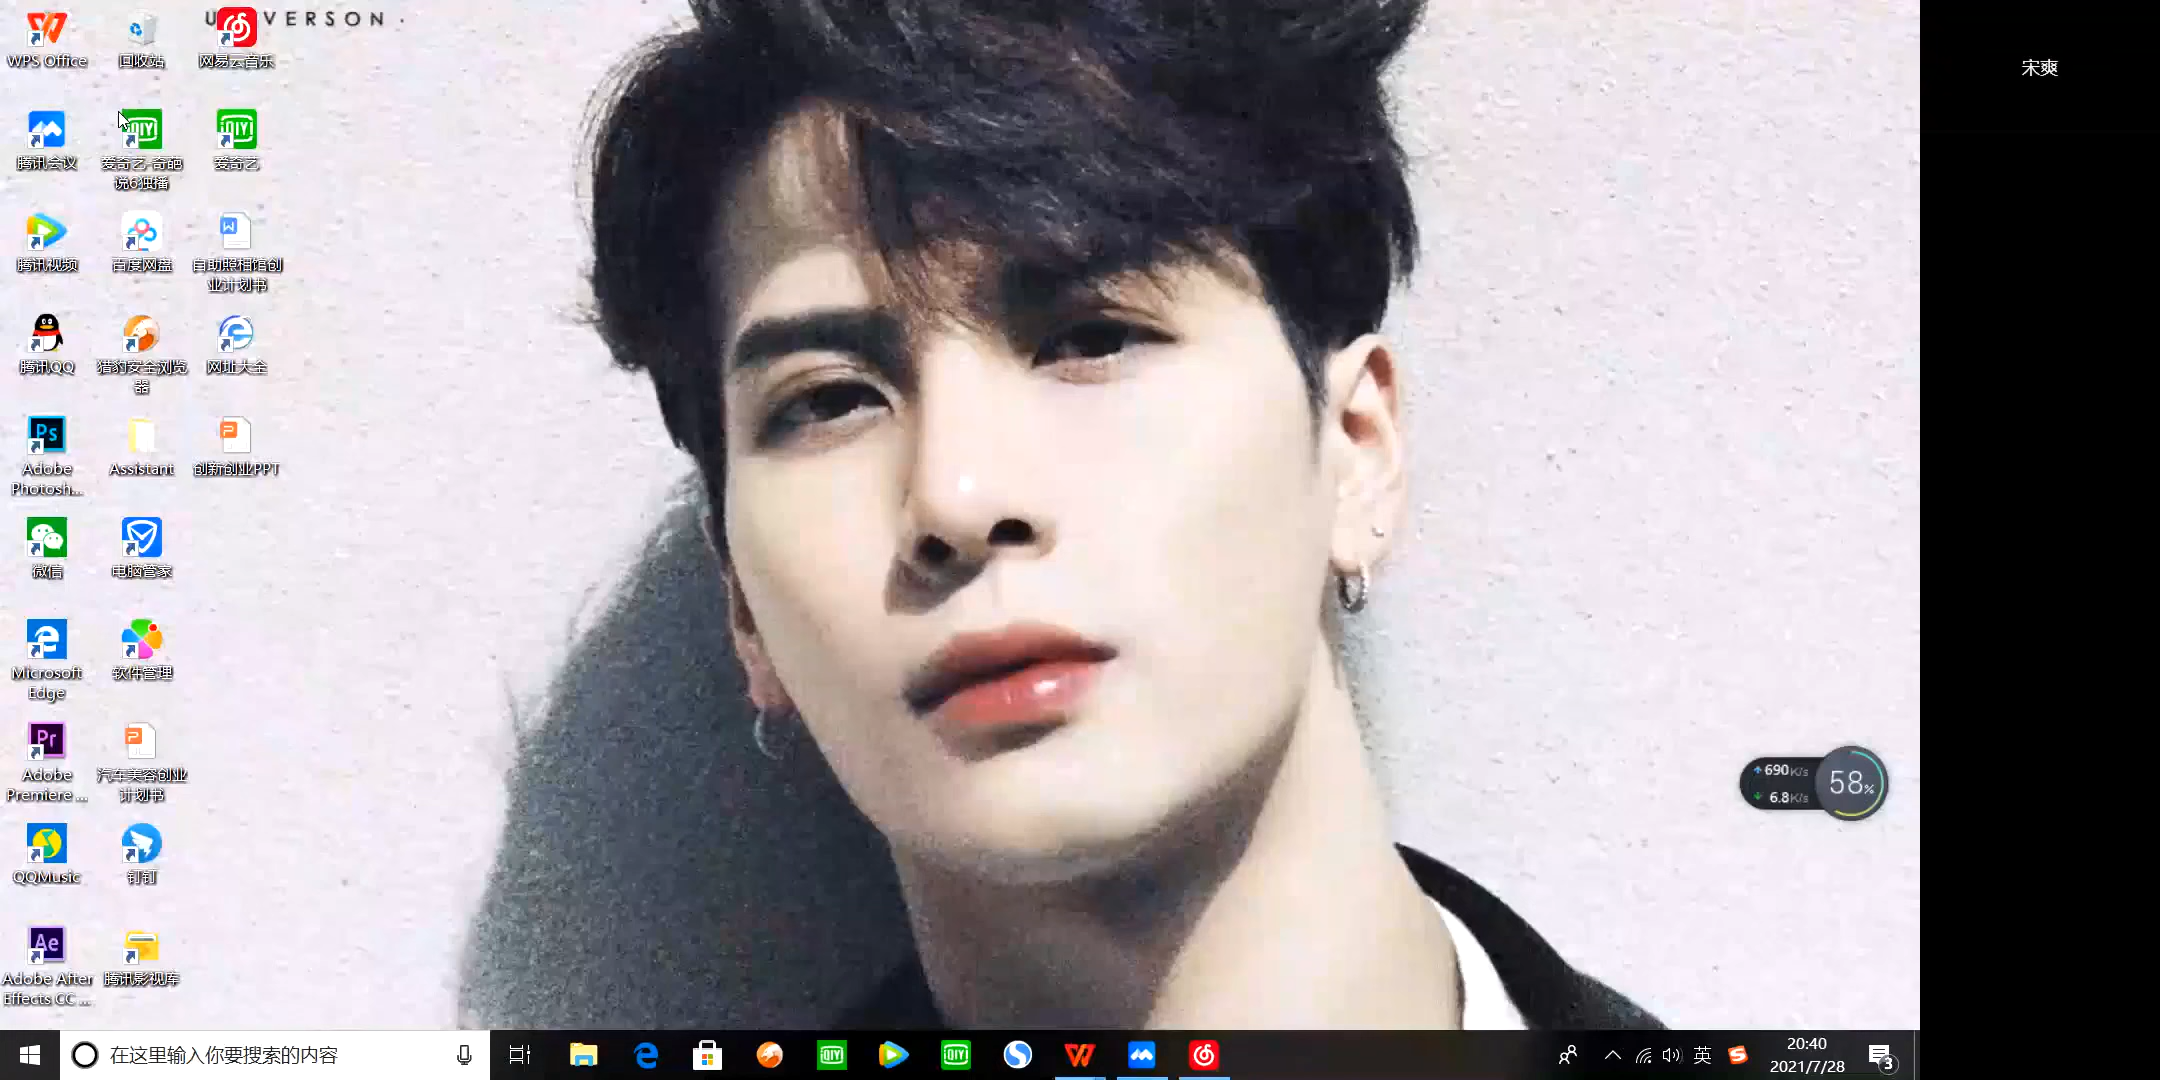 U VERSON .
WPS Office
回收站
网易云音乐
腾讯会议
爱奇艺-奇葩
说6独播
爱奇艺
腾讯视频
百度网盘
自助照相馆创
业计划书
腾讯QQ
猎豹安全浏览
器
网址大全
Adobe
Photosh...
Assistant
创新创业PPT
微信
电脑管家
Microsoft
Edge
软件管理
Adobe
Premiere ...
汽车美容创业
计划书
QQMusic
钉钉
Adobe After
Effects CC ...
腾讯影视库
宋爽
690K/s
6.8K/s
58%
在这里输入你要搜索的内容
英
20:40
2021/7/28
3